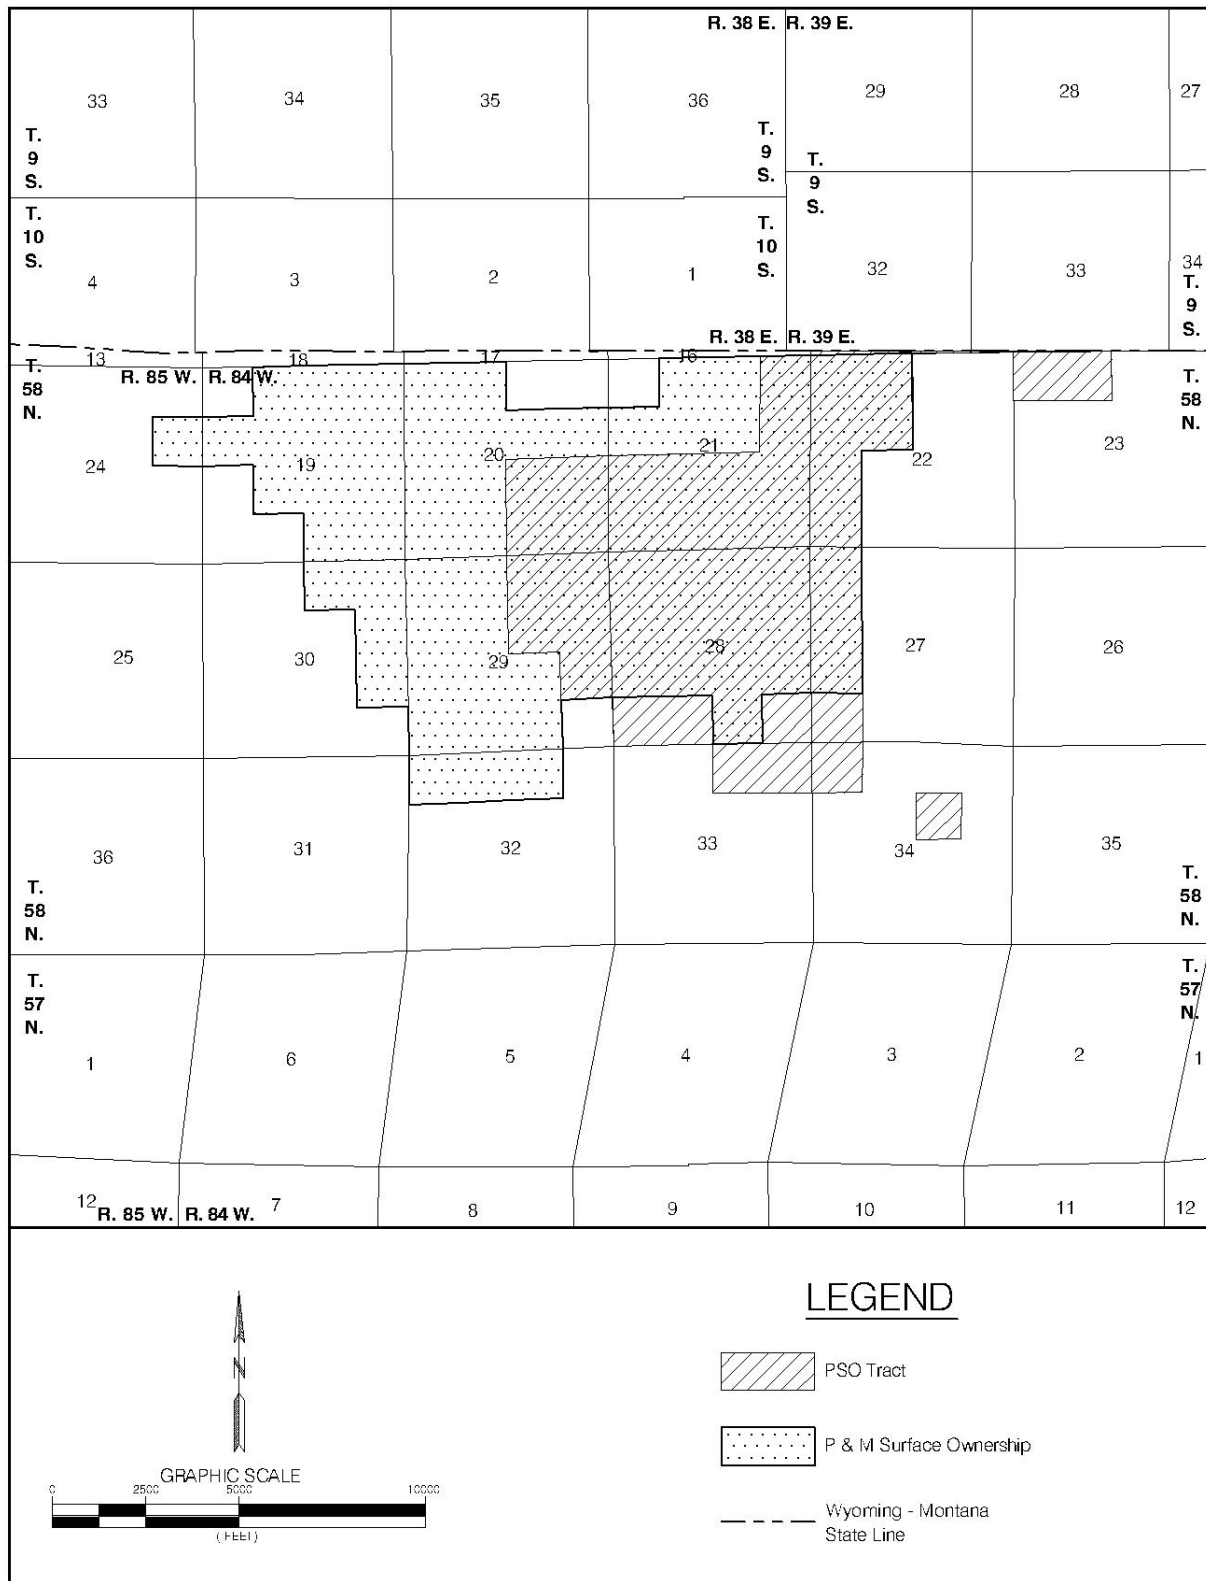 R. 38 E. R. 39 E.
33
34
35
36
29
28
27
T.
9
S.
T.
9
S.
T.
9
S.
T.
10
S.
T.
10
S.
4
3
2
1
32
33
34
T.
9
S.
R. 38 E. R. 39 E.
13
18
17
16
R. 85 W. R. 84 W.
T.
58
N.
T.
58
N.
24
19
20
21
22
23
25
30
29
28
27
26
36
31
32
33
34
35
T.
58
N.
T.
58
N.
T.
57
N.
T.
57
N.
1
6
5
4
3
2
1
12
R. 85 W. R. 84 W.
7
8
9
10
11
12
N
GRAPHIC SCALE
0 2500 5000 10000
( FEET )
LEGEND
PSO Tract
P & M Surface Ownership
Wyoming - Montana
State Line